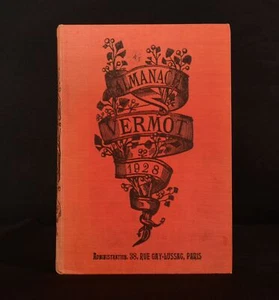 ALMANACH
VERMOT
1928
ADMINISTRATION, 38, RUE GAY-LUSSAC, PARIS